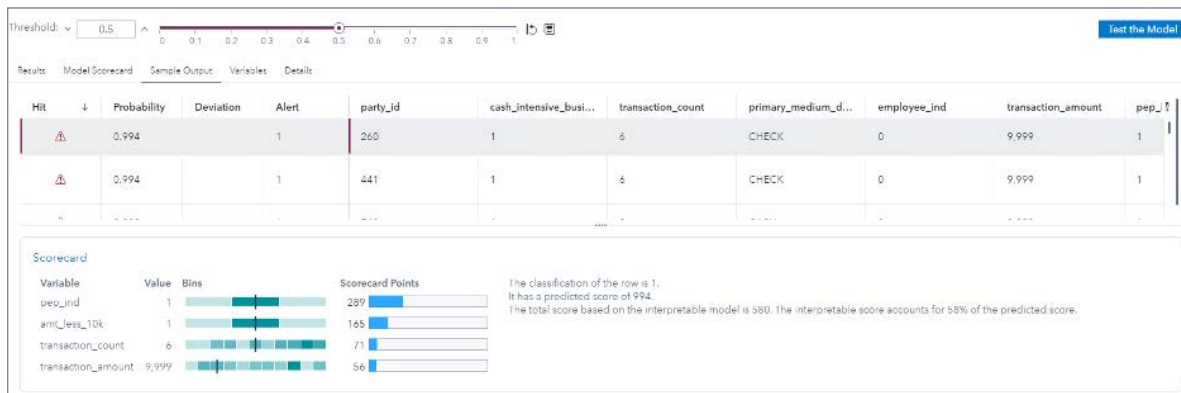 Threshold: 0.5
0 0.1 0.2 0.3 0.4 0.5 0.6 0.7 0.8 0.9 1
Test the Model
Results Model Scorecard Sample Output Variables Details
Hit ↓ Probability Deviation Alert party_id cash_intensive_busi... transaction_count primary_medium_d... employee_ind transaction_amount pep_i
0.994 1 260 1 6 CHECK 0 9,999 1
0.994 1 441 1 6 CHECK 0 9,999 1
Scorecard
Variable Value Bins Scorecard Points
pep_ind 1 289
amt_less_10k 1 165
transaction_count 6 71
transaction_amount 9,999 56
The classification of the row is 1.
It has a predicted score of 994.
The total score based on the interpretable model is 580. The interpretable score accounts for 58% of the predicted score.